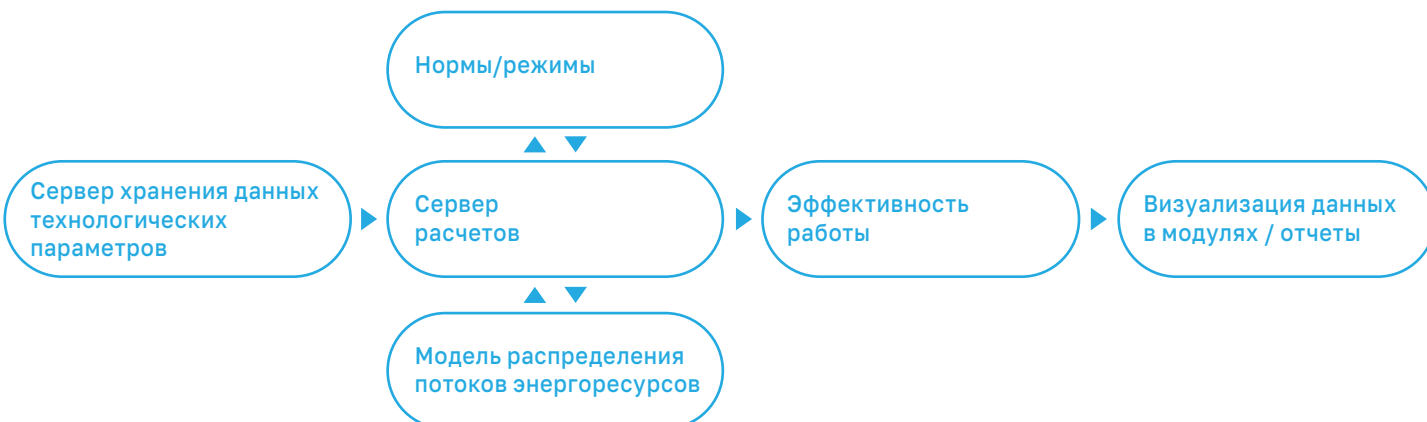 Нормы/режимы
Сервер хранения данных
технологических
параметров
Сервер
расчетов
Эффективность
работы
Визуализация данных
в модулях / отчеты
Модель распределения
потоков энергоресурсов